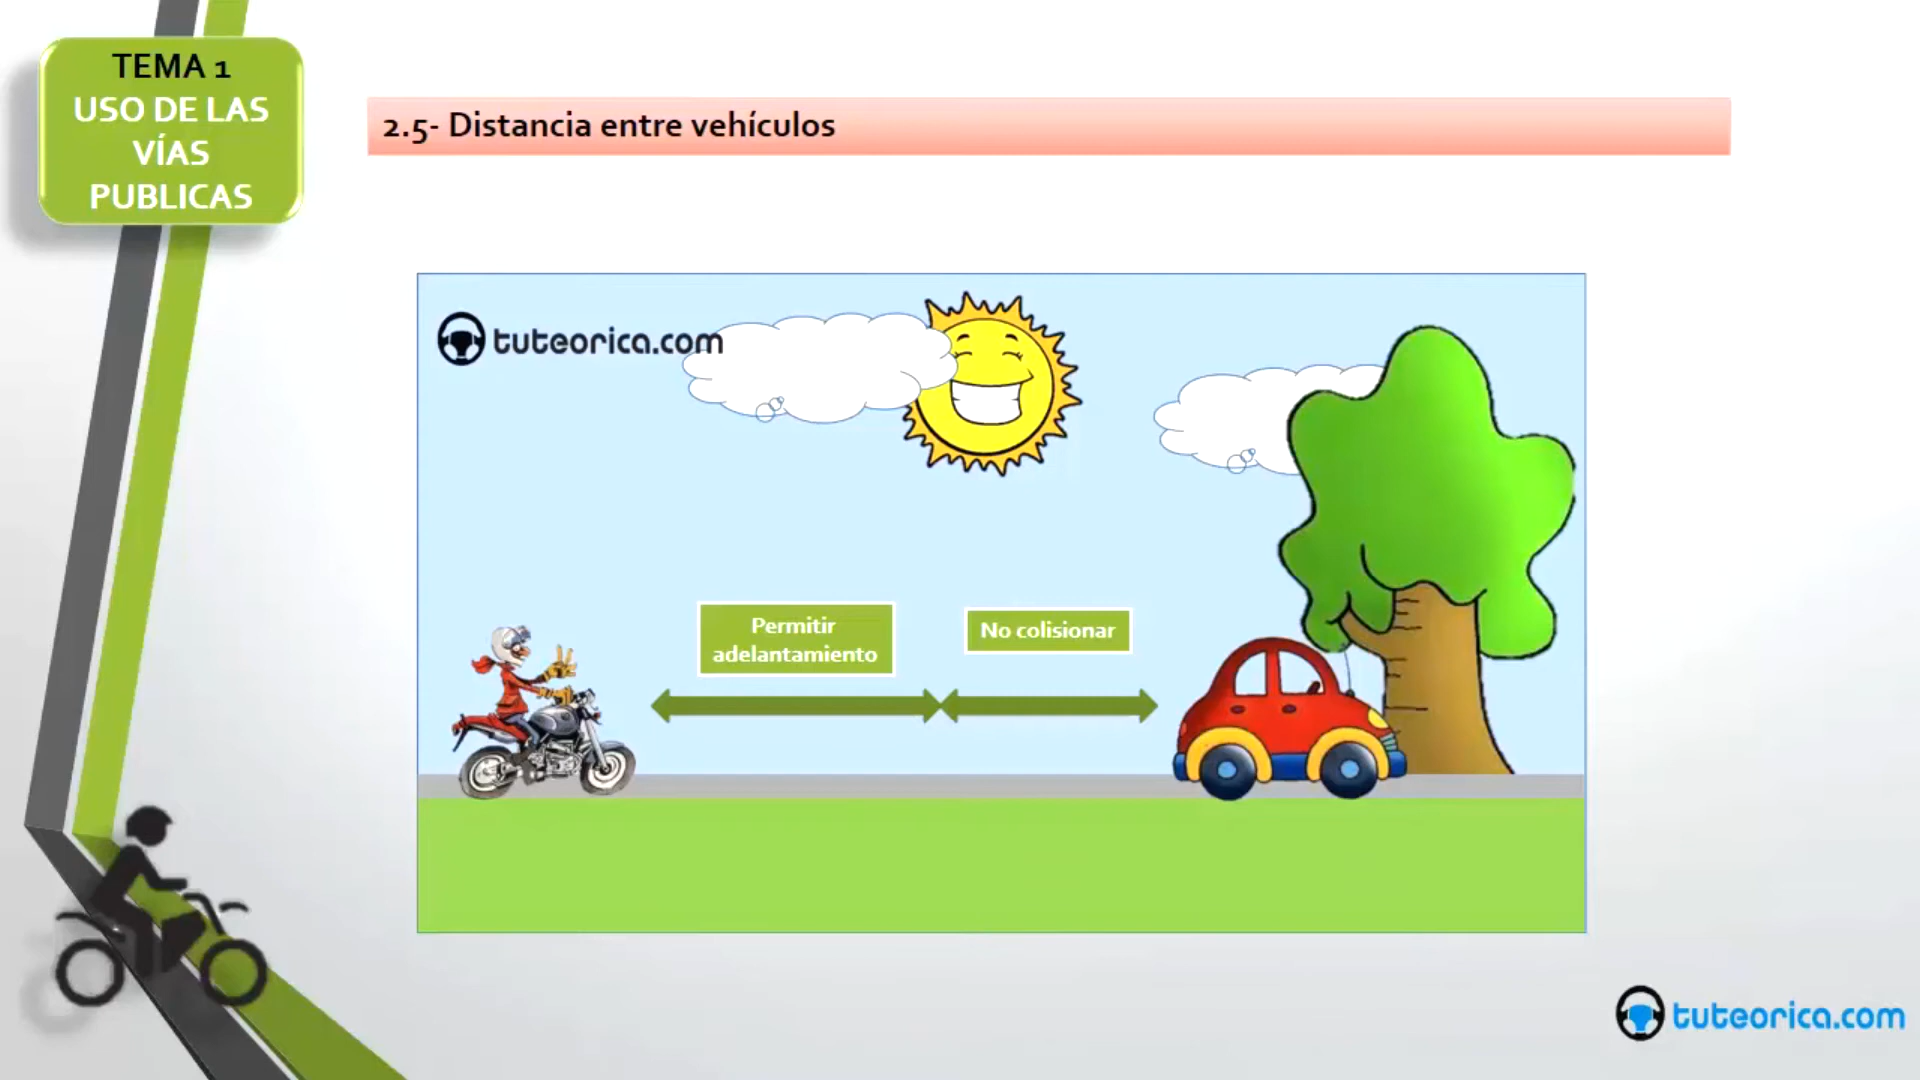 TEMA 1
USO DE LAS
VÍAS
PUBLICAS
2.5- Distancia entre vehículos
tuteorica.com
Permitir
adelantamiento
No colisionar
tuteorica.com